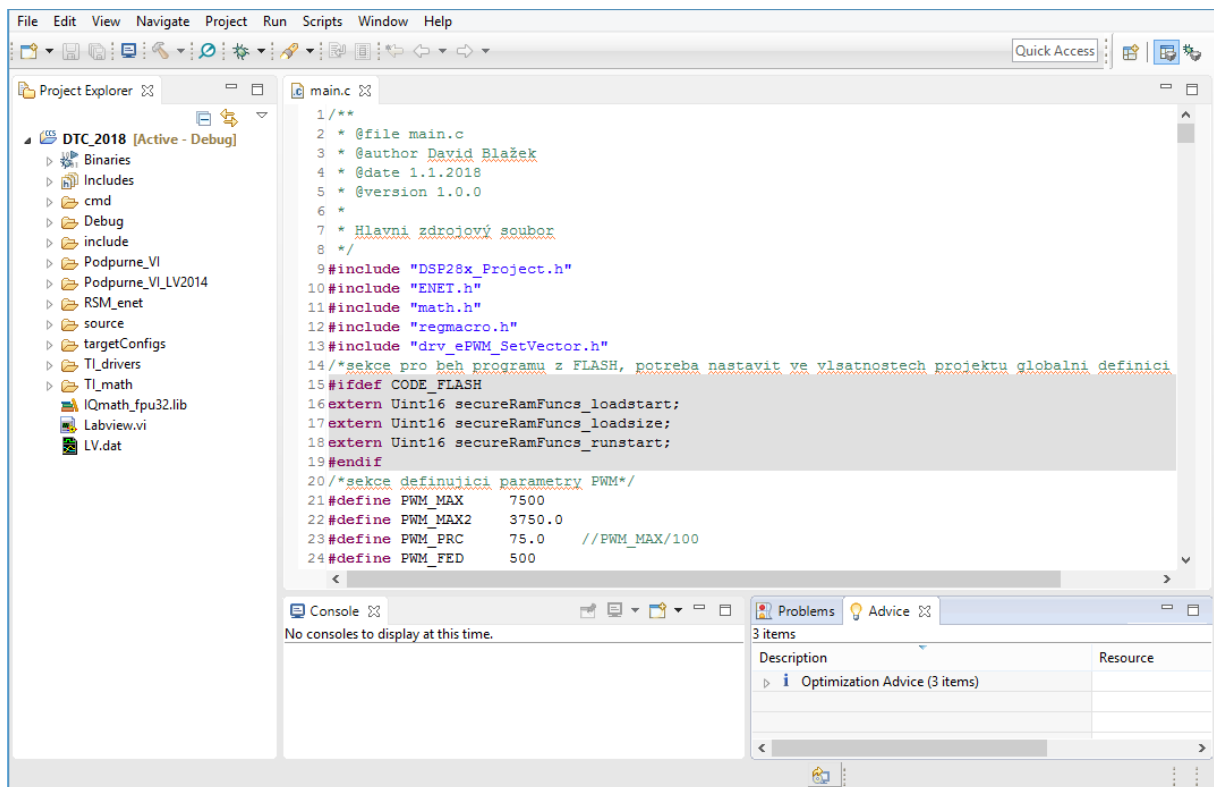 File Edit View Navigate Project Run Scripts Window Help
Quick Access
Project Explorer
DTC_2018 [Active - Debug]
Binaries
Includes
cmd
Debug
include
Podpurne_VI
Podpurne_VI_LV2014
RSM_enet
source
targetConfigs
TI_drivers
TI_math
IQmath_fpu32.lib
Labview.vi
LV.dat
main.c
1 /**
2 * @file main.c
3 * @author David Blažek
4 * @date 1.1.2018
5 * @version 1.0.0
6 *
7 * Hlavní zdrojový soubor
8 */
9 #include "DSP28x_Project.h"
10 #include "ENET.h"
11 #include "math.h"
12 #include "regmacro.h"
13 #include "drv_ePWM_SetVector.h"
14 /*sekce pro beh programu z FLASH, potreba nastavit ve vlsatnostech projektu globalni definici
15 #ifdef CODE_FLASH
16 extern Uint16 secureRamFuncs_loadstart;
17 extern Uint16 secureRamFuncs_loadsize;
18 extern Uint16 secureRamFuncs_runstart;
19 #endif
20 /*sekce definujici parametry PWM*/
21 #define PWM_MAX 7500
22 #define PWM_MAX2 3750.0
23 #define PWM_PRC 75.0 //PWM_MAX/100
24 #define PWM_FED 500
Console
No consoles to display at this time.
Problems Advice
3 items
Description Resource
i Optimization Advice (3 items)